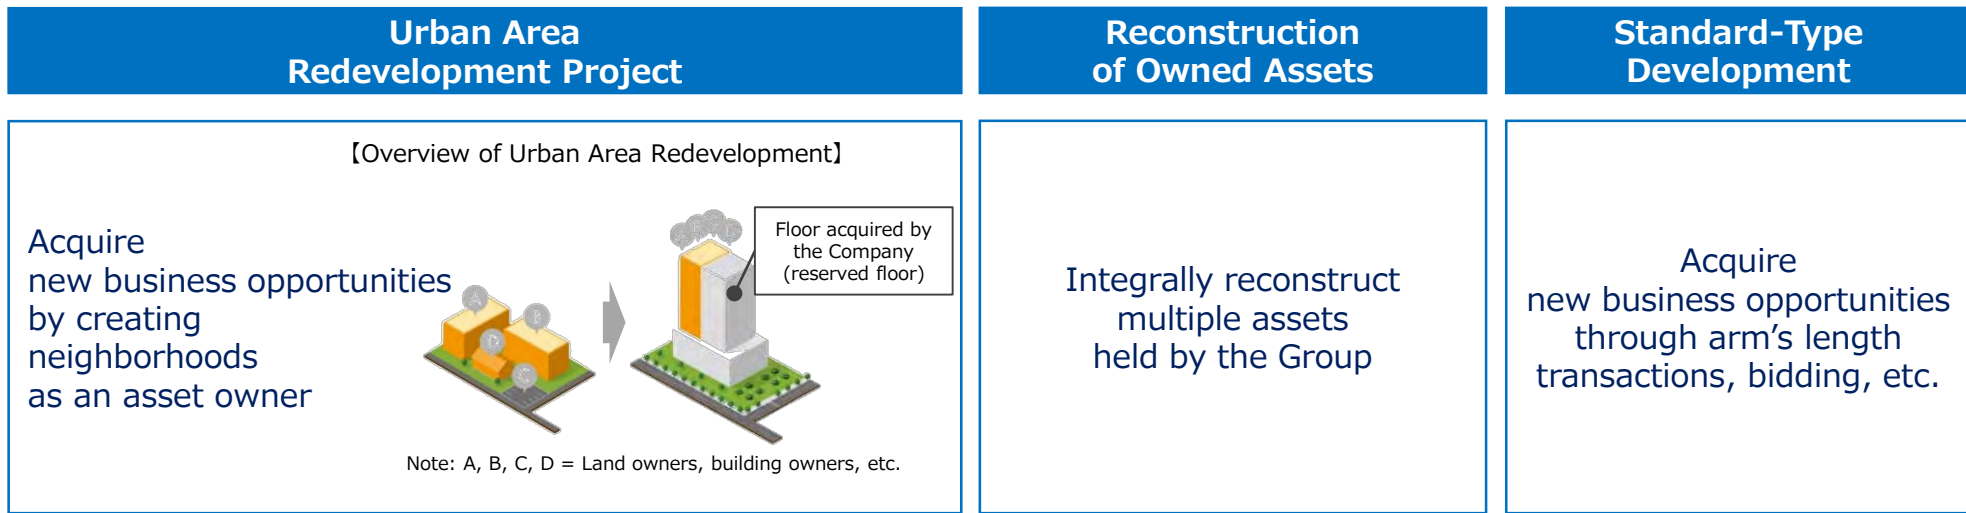 Urban Area
Redevelopment Project
Reconstruction
of Owned Assets
Standard-Type
Development
【Overview of Urban Area Redevelopment】
Acquire
new business opportunities
by creating
neighborhoods
as an asset owner
A
B
D
C
Floor acquired by
the Company
(reserved floor)
Note: A, B, C, D = Land owners, building owners, etc.
Integrally reconstruct
multiple assets
held by the Group
Acquire
new business opportunities
through arm’s length
transactions, bidding, etc.